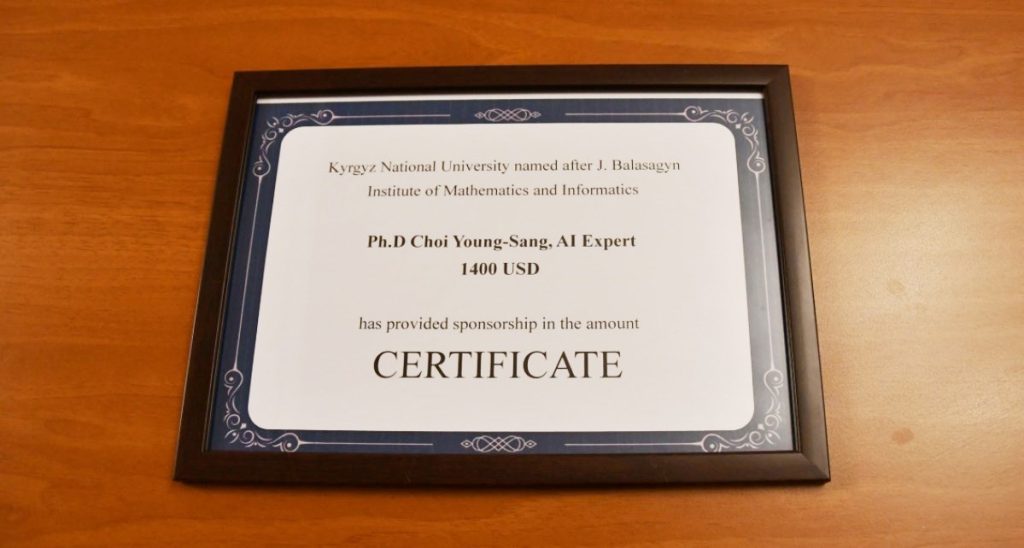 Kyrgyz National University named after J. Balasagyn
Institute of Mathematics and Informatics
Ph.D Choi Young-Sang, AI Expert
1400 USD
has provided sponsorship in the amount
CERTIFICATE